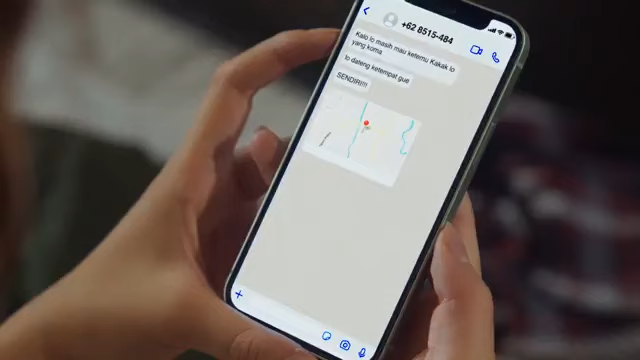 +62 8515-484
Kalo lo masih mau ketemu Kakak lo
yang koma
lo dateng ketempat gue
SENDIRI!!!